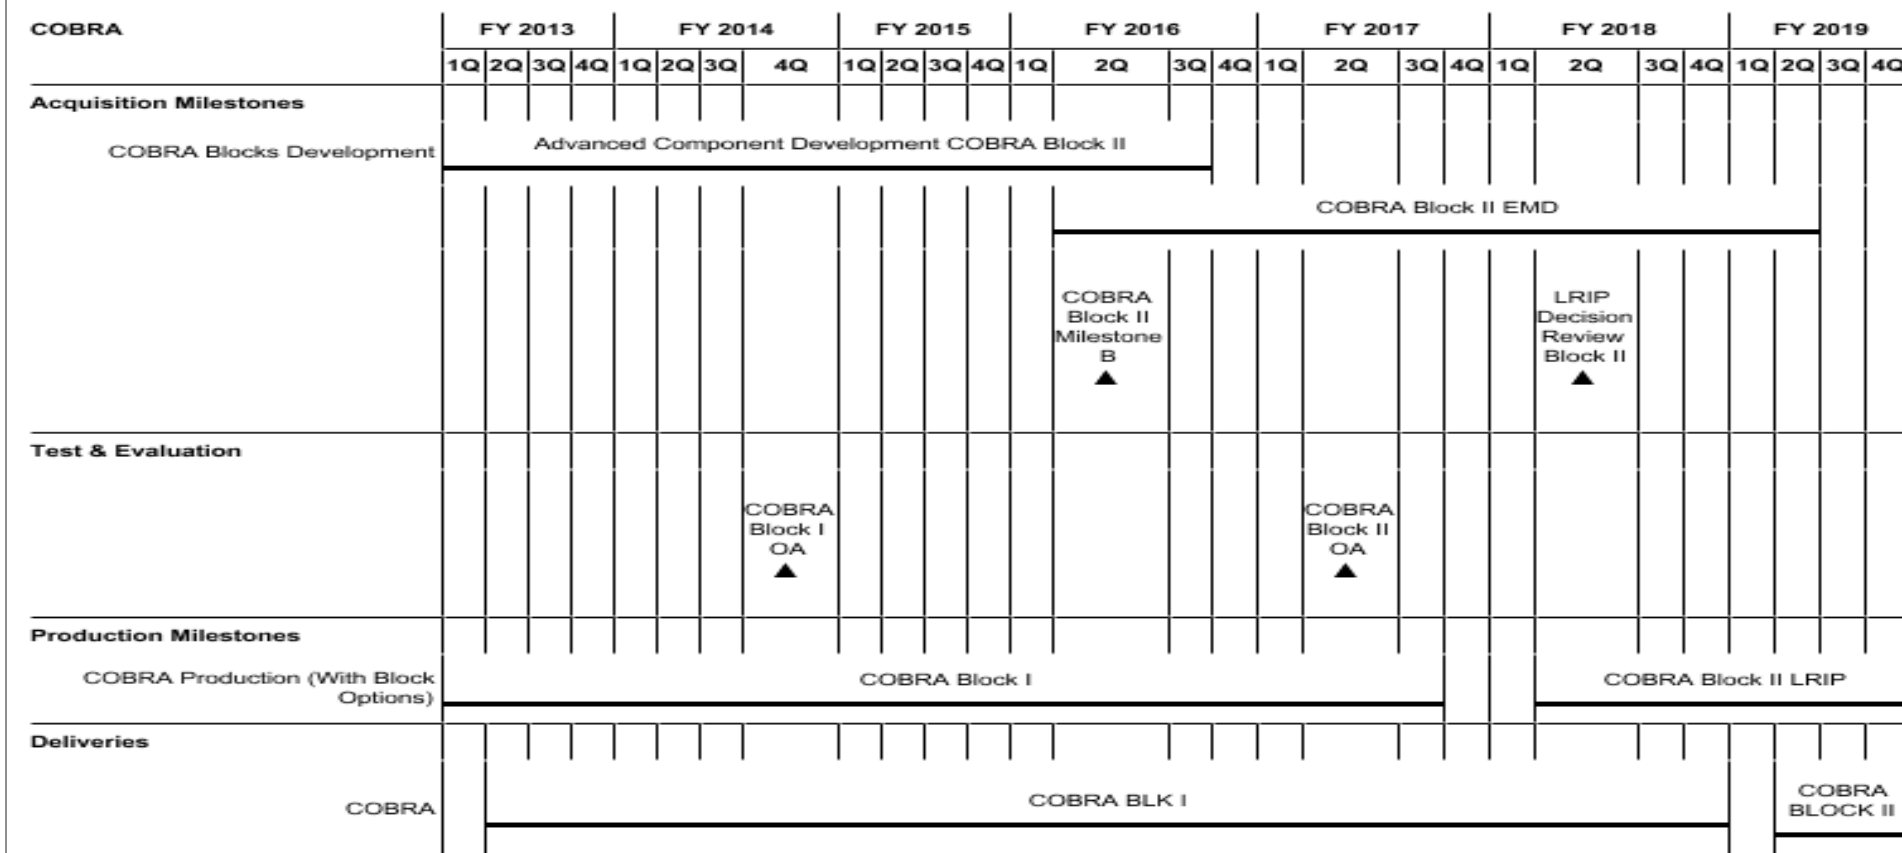 COBRA FY 2013 FY 2014 FY 2015 FY 2016 FY 2017 FY 2018 FY 2019
1Q 2Q 3Q 4Q 1Q 2Q 3Q 4Q 1Q 2Q 3Q 4Q 1Q 2Q 3Q 4Q 1Q 2Q 3Q 4Q 1Q 2Q 3Q 4Q 1Q 2Q 3Q 4Q
Acquisition Milestones
COBRA Blocks Development
Advanced Component Development COBRA Block II
COBRA Block II EMD
COBRA
Block II
Milestone
B
LRIP
Decision
Review
Block II
Test & Evaluation
COBRA
Block I
OA
COBRA
Block II
OA
Production Milestones
COBRA Production (With Block
Options)
COBRA Block I
COBRA Block II LRIP
Deliveries
COBRA
COBRA BLK I
COBRA
BLOCK II